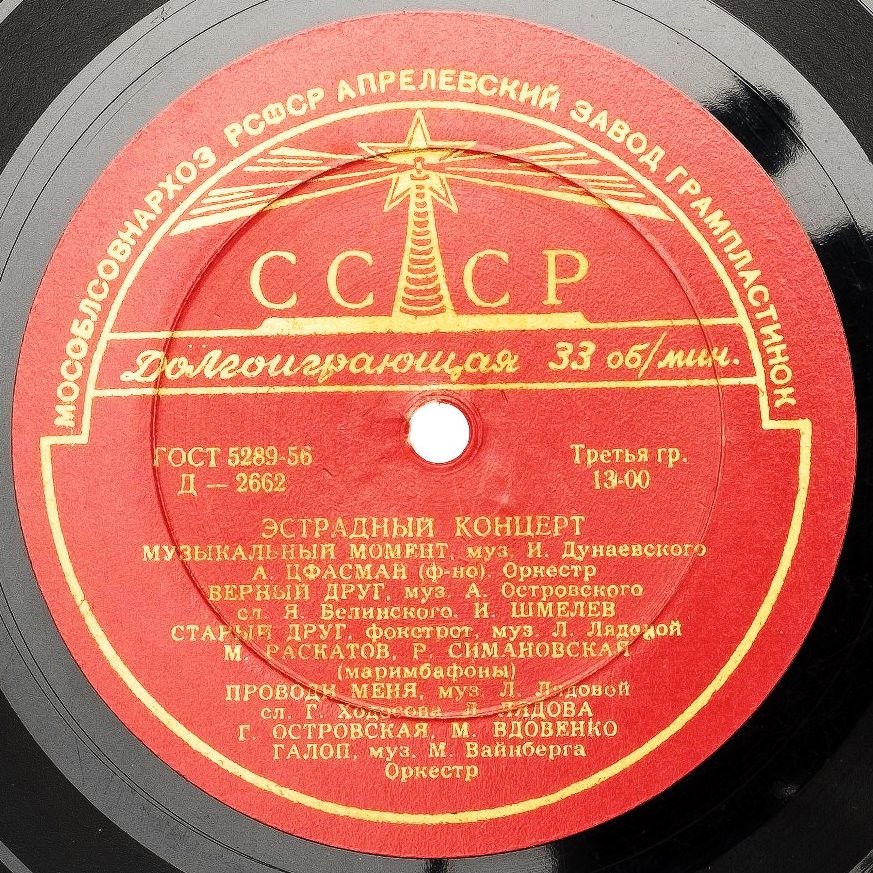 МОСОБЛСОВНАРХОЗ РСФСР АПРЕЛЕВСКИЙ ЗАВОД ГРАМПЛАСТИНОК
СССР
Долгоиграющая 33 об/мин.
ГОСТ 5289-56
Д — 2662
Третья гр.
13-00
ЭСТРАДНЫЙ КОНЦЕРТ
МУЗЫКАЛЬНЫЙ МОМЕНТ, муз. И. Дунаевского
А. ЦФАСМАН (ф-но). Оркестр
ВЕРНЫЙ ДРУГ, муз. А. Островского
сл. Я. Белинского, И. ШМЕЛЕВ
СТАРЫЙ ДРУГ, фокстрот, муз. Л. Лядовой
М. РАСКАТОВ, Р. СИМАНОВСКАЯ
(маримбафоны)
ПРОВОДИ МЕНЯ, муз. Л. Лядовой
сл. Г. Ходосова Л. ЛЯДОВА
Г. ОСТРОВСКАЯ, М. ВДОВЕНКО
ГАЛОП, муз. М. Вайнберга
Оркестр